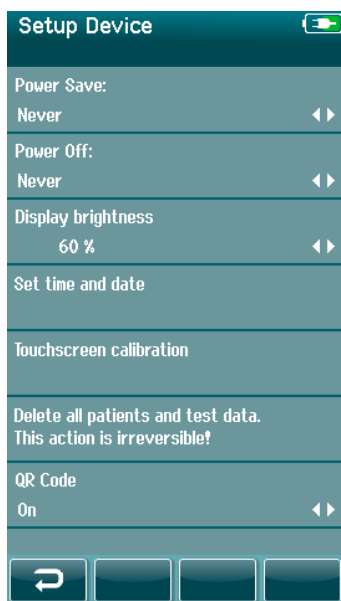 Setup Device
Power Save:
Never
Power Off:
Never
Display brightness
60 %
Set time and date
Touchscreen calibration
Delete all patients and test data.
This action is irreversible!
QR Code
On